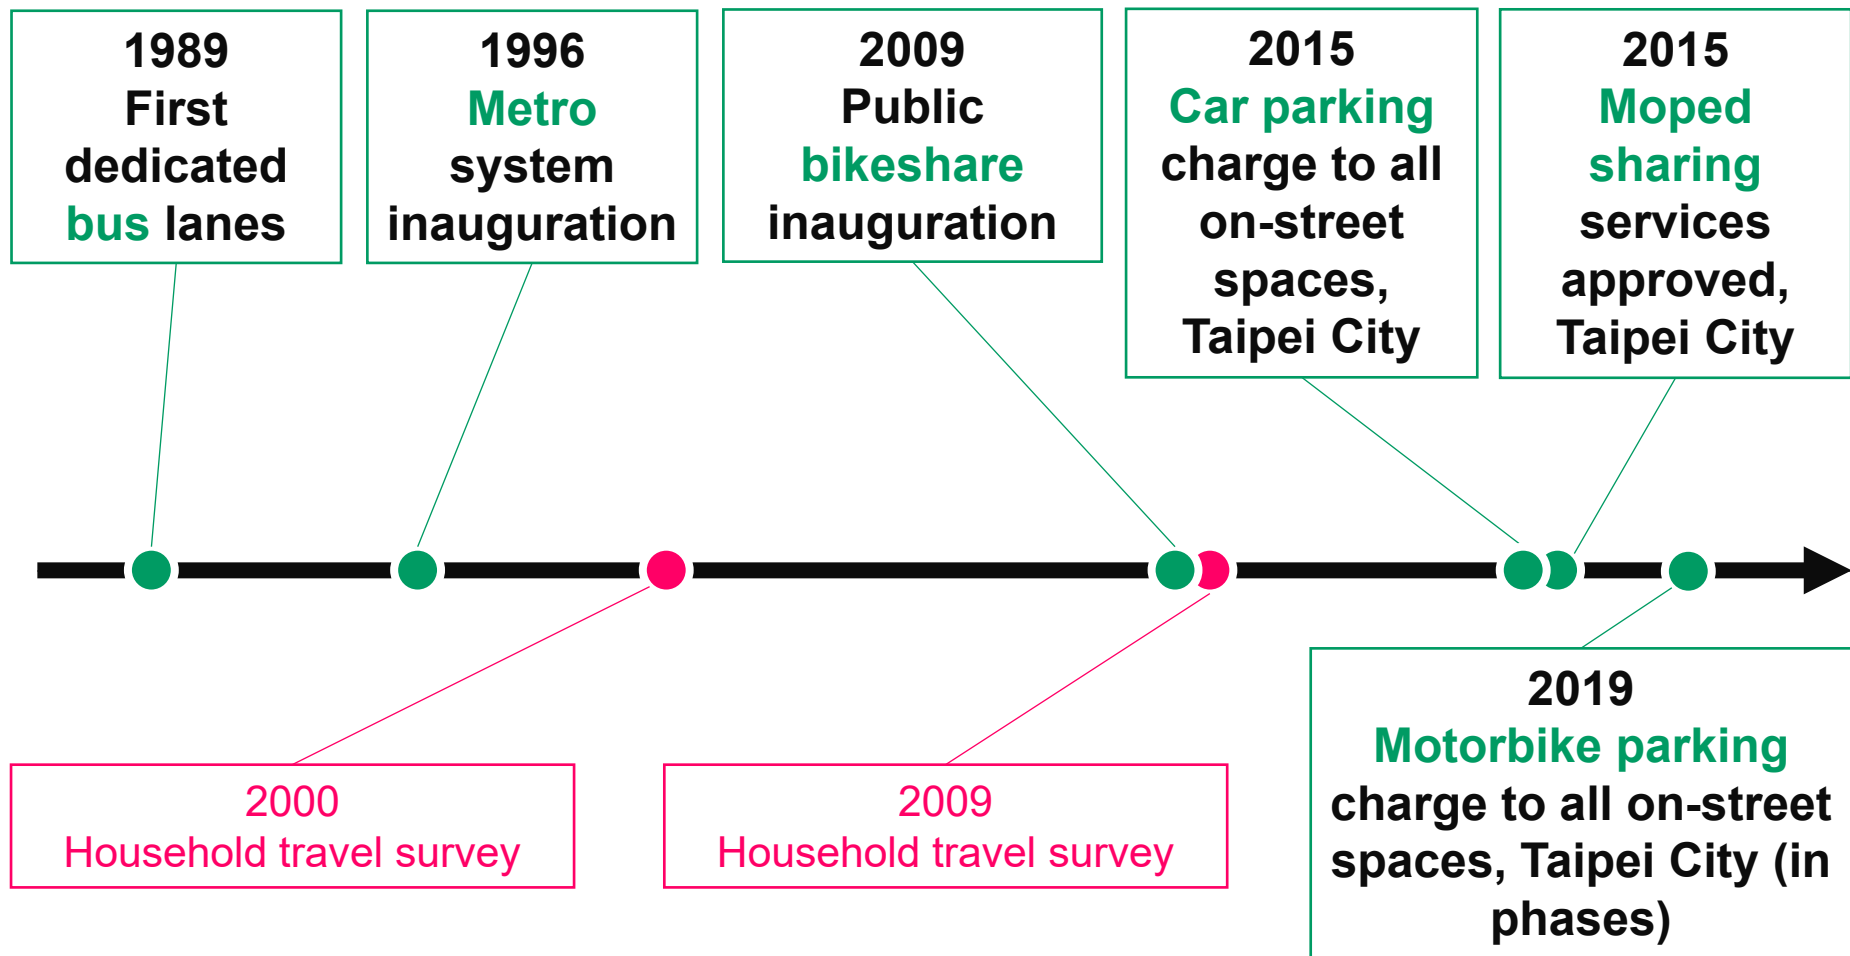 1989
First
dedicated
bus lanes
1996
Metro
system
inauguration
2009
Public
bikeshare
inauguration
2015
Car parking
charge to all
on-street
spaces,
Taipei City
2015
Moped
sharing
services
approved,
Taipei City
2000
Household travel survey
2009
Household travel survey
2019
Motorbike parking
charge to all on-street
spaces, Taipei City (in
phases)